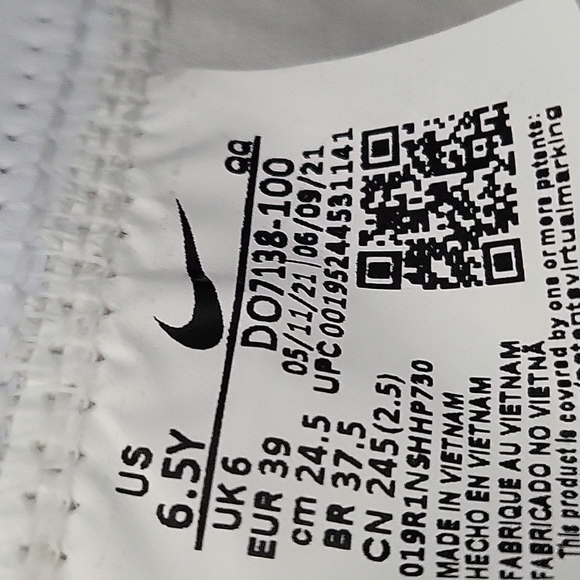 US
6.5Y
UK 6
EUR 39
cm 24.5
BR 37.5
CN 245(2.5)
QQ
DO7138-100
05/11/21|06/09/21
UPC 00195244531141
019R1NSHHP730
MADE IN VIETNAM
HECHO EN VIETNAM
FABRIQUE AU VIETNAM
FABRICADO NO VIETNÃ
This product is covered by one or more patents: